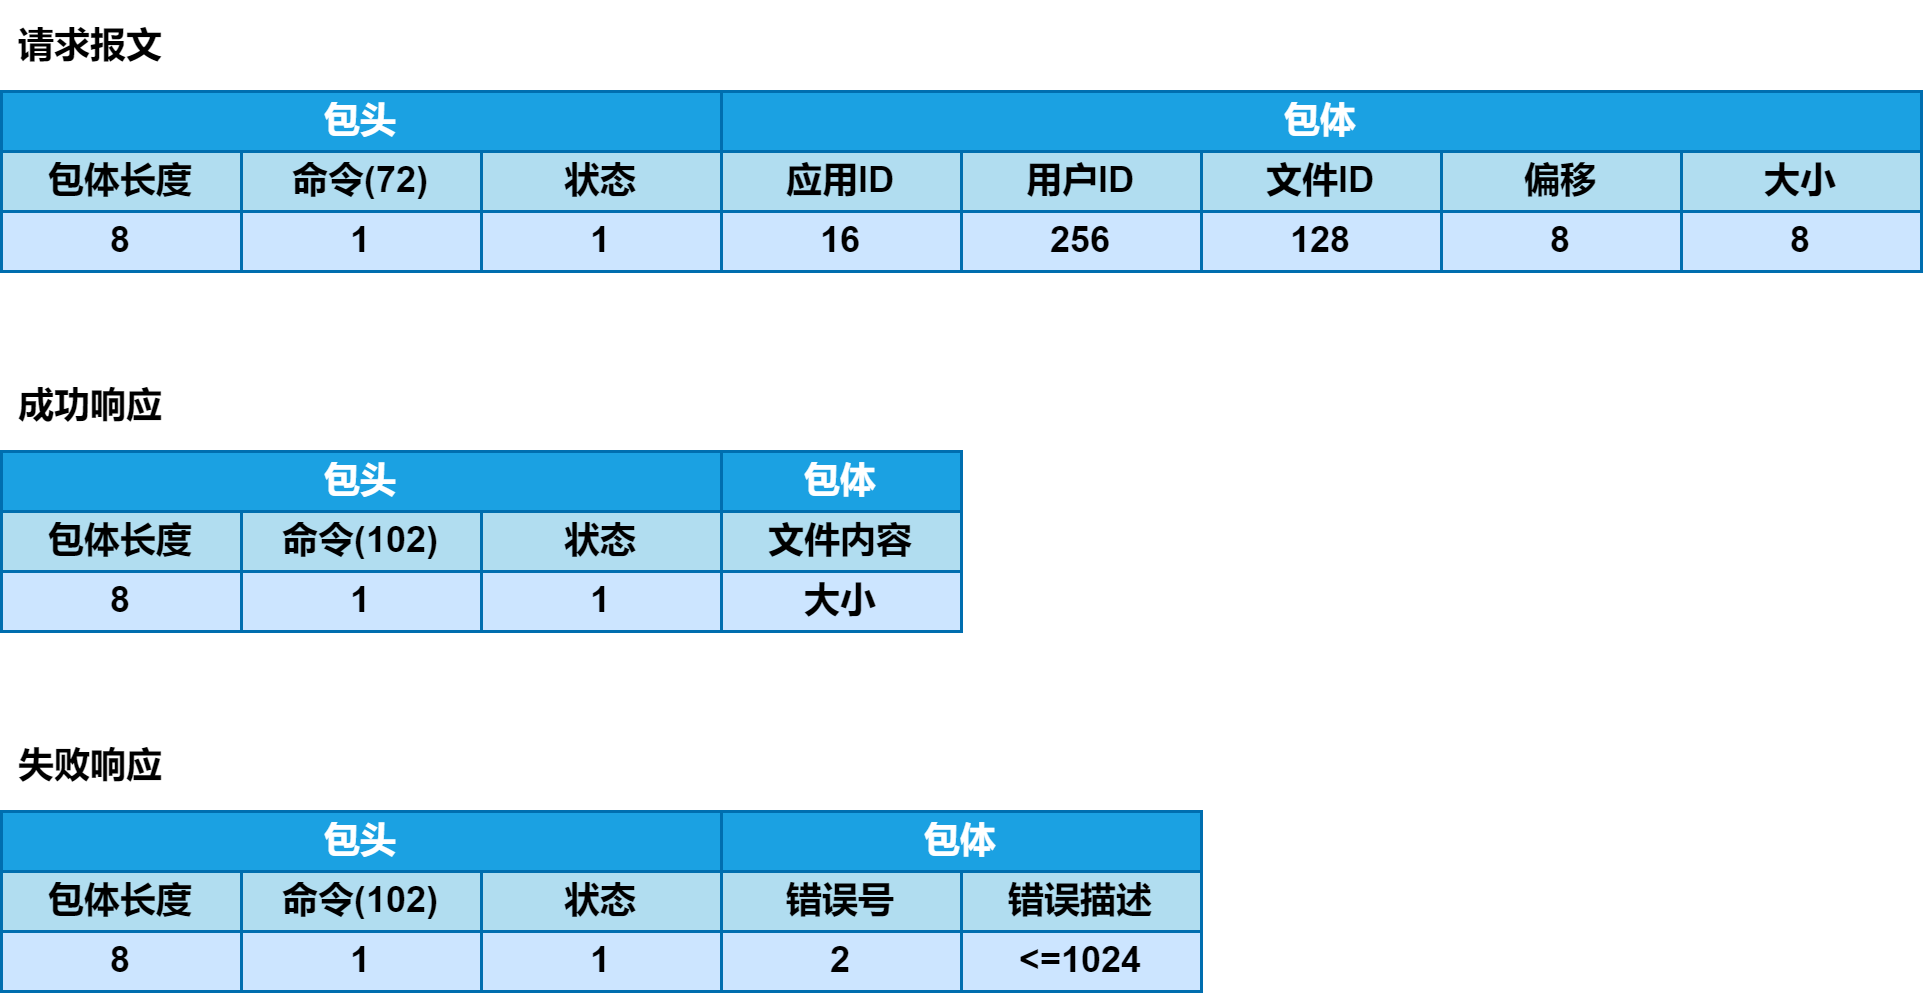 请求报文
包头 包体
包体长度 命令(72) 状态 应用ID 用户ID 文件ID 偏移 大小
8 1 1 16 256 128 8 8
成功响应
包头 包体
包体长度 命令(102) 状态 文件内容
8 1 1 大小
失败响应
包头 包体
包体长度 命令(102) 状态 错误号 错误描述
8 1 1 2 <=1024